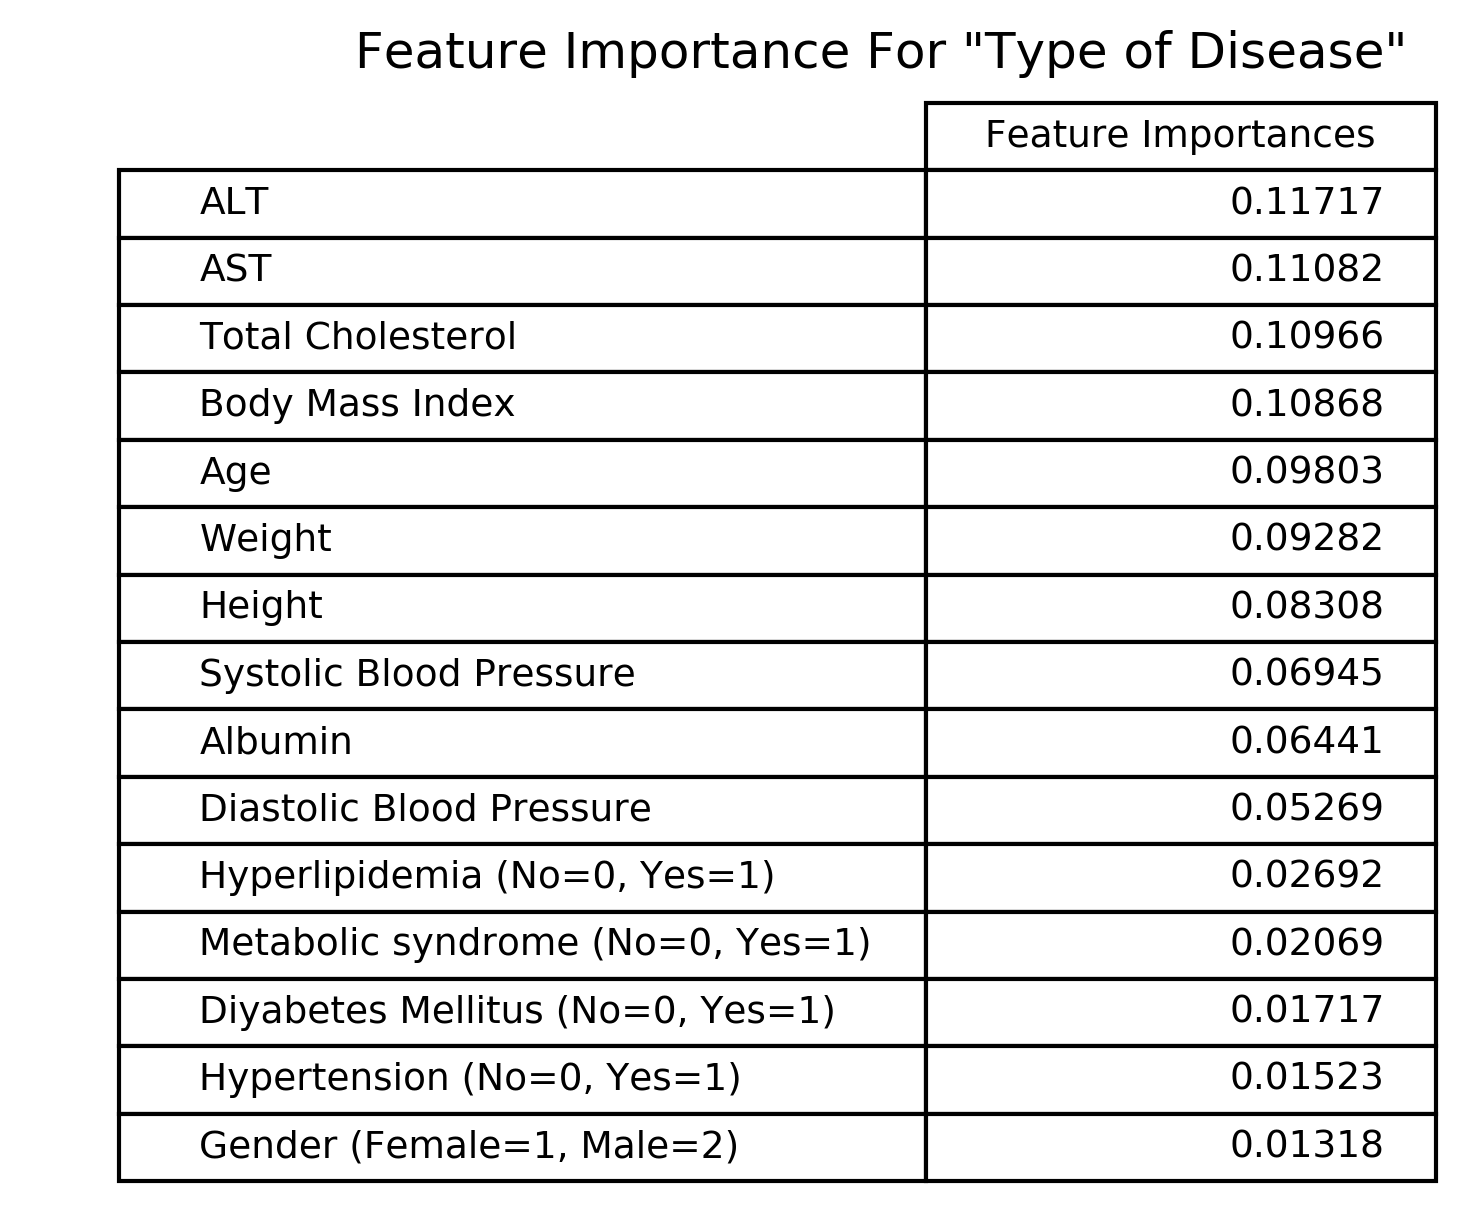 Feature Importance For "Type of Disease"
Feature Importances
ALT 0.11717
AST 0.11082
Total Cholesterol 0.10966
Body Mass Index 0.10868
Age 0.09803
Weight 0.09282
Height 0.08308
Systolic Blood Pressure 0.06945
Albumin 0.06441
Diastolic Blood Pressure 0.05269
Hyperlipidemia (No=0, Yes=1) 0.02692
Metabolic syndrome (No=0, Yes=1) 0.02069
Diyabetes Mellitus (No=0, Yes=1) 0.01717
Hypertension (No=0, Yes=1) 0.01523
Gender (Female=1, Male=2) 0.01318